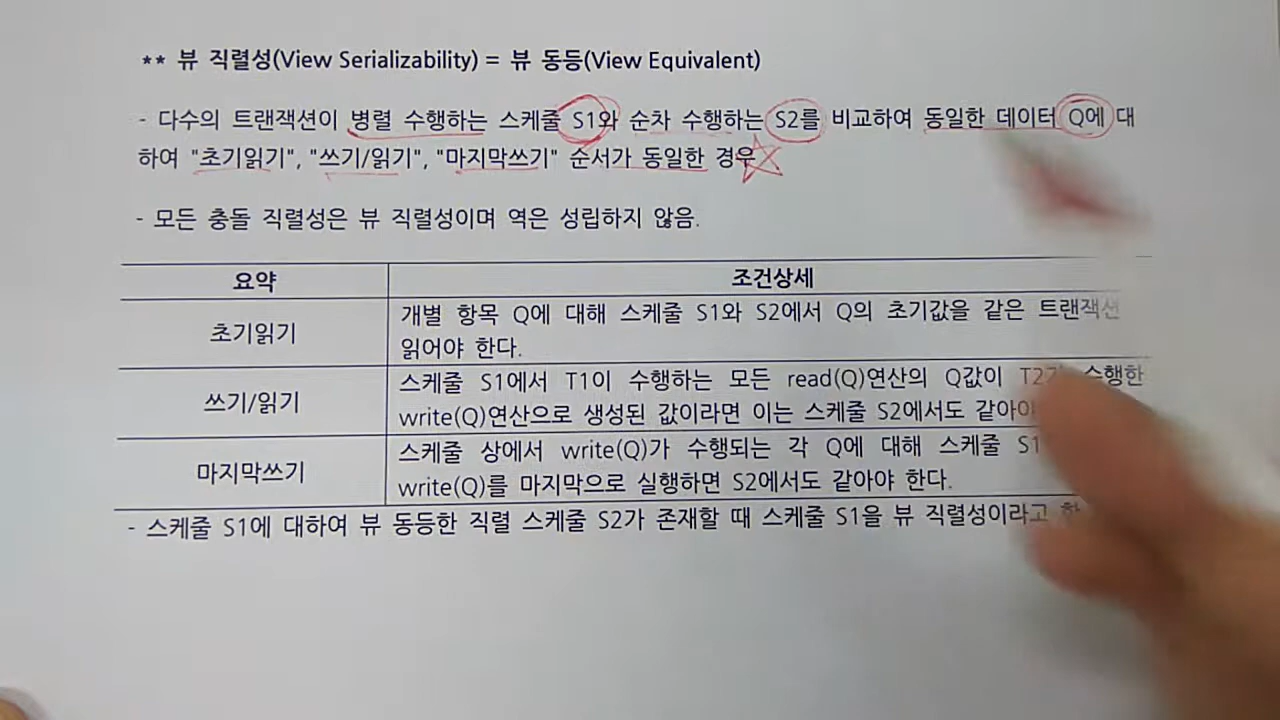 ** 뷰 직렬성(View Serializability) = 뷰 동등(View Equivalent)
- 다수의 트랜잭션이 병렬 수행하는 스케줄 S1와 순차 수행하는 S2를 비교하여 동일한 데이터 Q에 대
하여 "초기읽기", "쓰기/읽기", "마지막쓰기" 순서가 동일한 경우
- 모든 충돌 직렬성은 뷰 직렬성이며 역은 성립하지 않음.
요약 조건상세
초기읽기
개별 항목 Q에 대해 스케줄 S1와 S2에서 Q의 초기값을 같은 트랜잭션
읽어야 한다.
쓰기/읽기
스케줄 S1에서 T1이 수행하는 모든 read(Q)연산의 Q값이 T2가 수행한
write(Q)연산으로 생성된 값이라면 이는 스케줄 S2에서도 같아야
마지막쓰기
스케줄 상에서 write(Q)가 수행되는 각 Q에 대해 스케줄 S1
write(Q)를 마지막으로 실행하면 S2에서도 같아야 한다.
- 스케줄 S1에 대하여 뷰 동등한 직렬 스케줄 S2가 존재할 때 스케줄 S1을 뷰 직렬성이라고